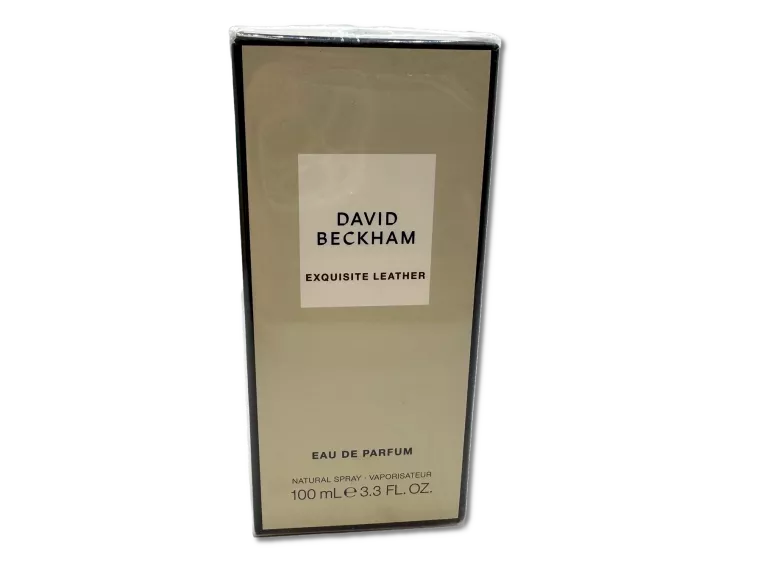 DAVID
BECKHAM
EXQUISITE LEATHER
EAU DE PARFUM
NATURAL SPRAY · VAPORISATEUR
100 mL ℮ 3.3 FL. OZ.